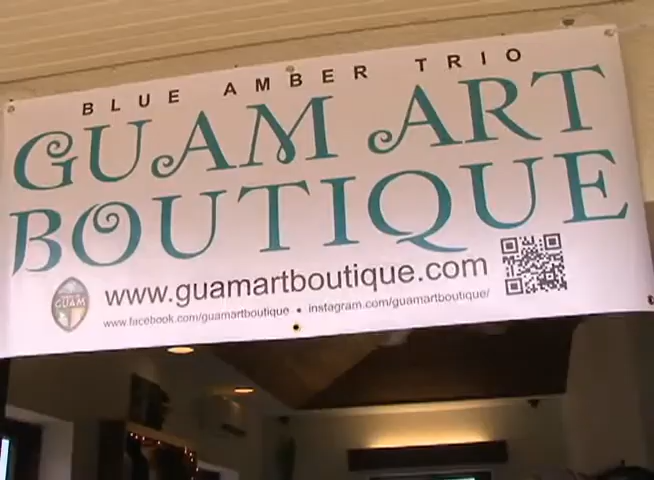 BLUE AMBER TRIO
GUAM ART
BOUTIQUE
GUAM
www.guamartboutique.com
www.facebook.com/guamartboutique • instagram.com/guamartboutique/